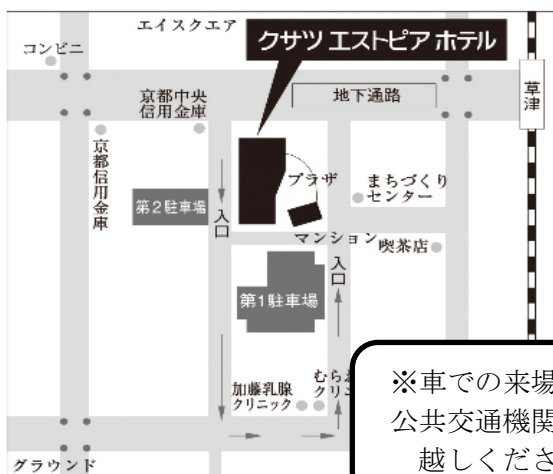 エイスクエア
コンビニ
クサツ エストピア ホテル
草津
地下通路
京都中央
信用金庫
京都信用金庫
プラザ
まちづくり
センター
第2駐車場
入口
マンション
喫茶店
入口
第1駐車場
加藤乳腺
クリニック
グラウンド
※車での来場
公共交通機関
越しくださ